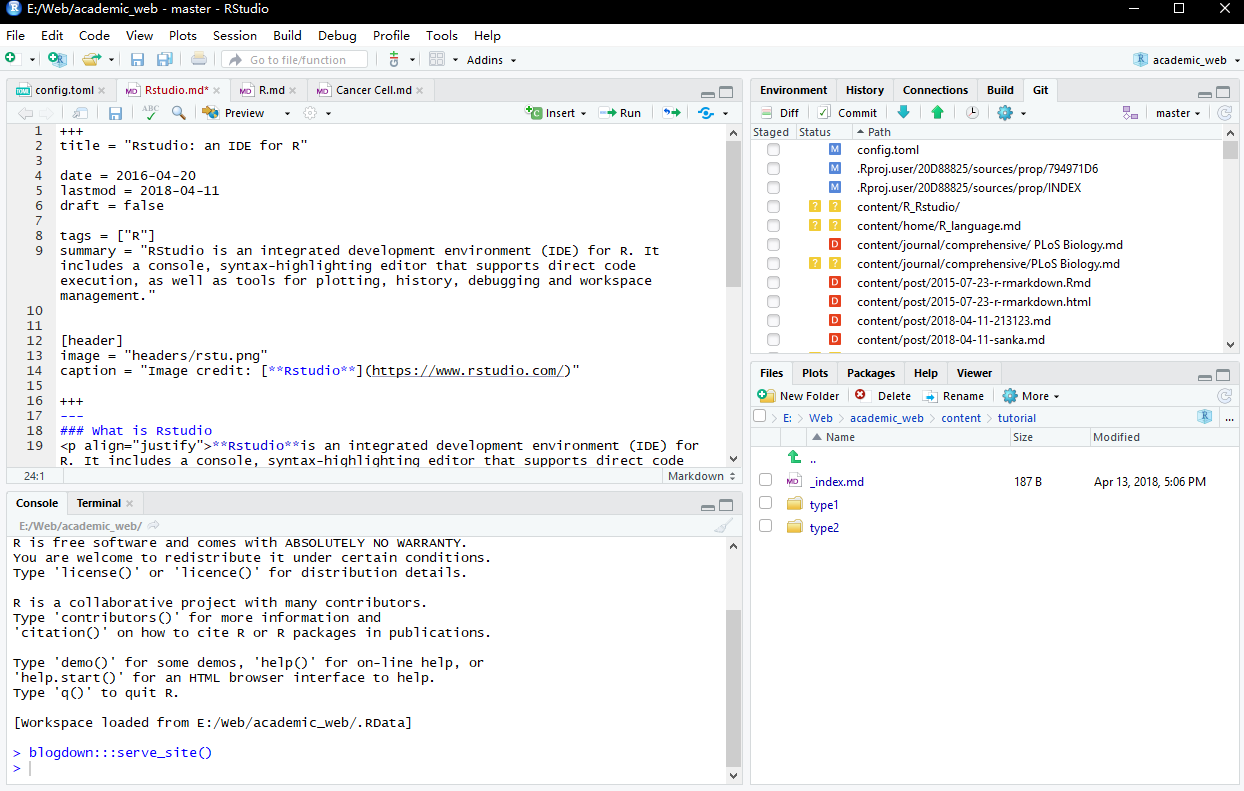 E:/Web/academic_web - master - RStudio
File Edit Code View Plots Session Build Debug Profile Tools Help
Go to file/function Addins academic_web
config.toml Rstudio.md* R.md Cancer Cell.md
ABC Preview Insert Run
1 +++
2 title = "Rstudio: an IDE for R"
3
4 date = 2016-04-20
5 lastmod = 2018-04-11
6 draft = false
7
8 tags = ["R"]
9 summary = "RStudio is an integrated development environment (IDE) for R. It
includes a console, syntax-highlighting editor that supports direct code
execution, as well as tools for plotting, history, debugging and workspace
management."
10
11
12 [header]
13 image = "headers/rstu.png"
14 caption = "Image credit: [**Rstudio**](https://www.rstudio.com/)"
15
16 +++
17 ---
18 ### What is Rstudio
19 <p align="justify">**Rstudio**is an integrated development environment (IDE) for
R. It includes a console, syntax-highlighting editor that supports direct code
24:1 Markdown
Console Terminal
E:/Web/academic_web/
R is free software and comes with ABSOLUTELY NO WARRANTY.
You are welcome to redistribute it under certain conditions.
Type 'license()' or 'licence()' for distribution details.
R is a collaborative project with many contributors.
Type 'contributors()' for more information and
'citation()' on how to cite R or R packages in publications.
Type 'demo()' for some demos, 'help()' for on-line help, or
'help.start()' for an HTML browser interface to help.
Type 'q()' to quit R.
[Workspace loaded from E:/Web/academic_web/.RData]
> blogdown:::serve_site()
>
Environment History Connections Build Git
Diff Commit master
Staged Status Path
M config.toml
M .Rproj.user/20D88825/sources/prop/794971D6
M .Rproj.user/20D88825/sources/prop/INDEX
? ? content/R_Rstudio/
? ? content/home/R_language.md
D content/journal/comprehensive/ PLoS Biology.md
? ? content/journal/comprehensive/PLoS Biology.md
D content/post/2015-07-23-r-rmarkdown.Rmd
D content/post/2015-07-23-r-rmarkdown.html
D content/post/2018-04-11-213123.md
D content/post/2018-04-11-sanka.md
Files Plots Packages Help Viewer
New Folder Delete Rename More
E: Web academic_web content tutorial ...
Name Size Modified
..
MD _index.md 187 B Apr 13, 2018, 5:06 PM
type1
type2